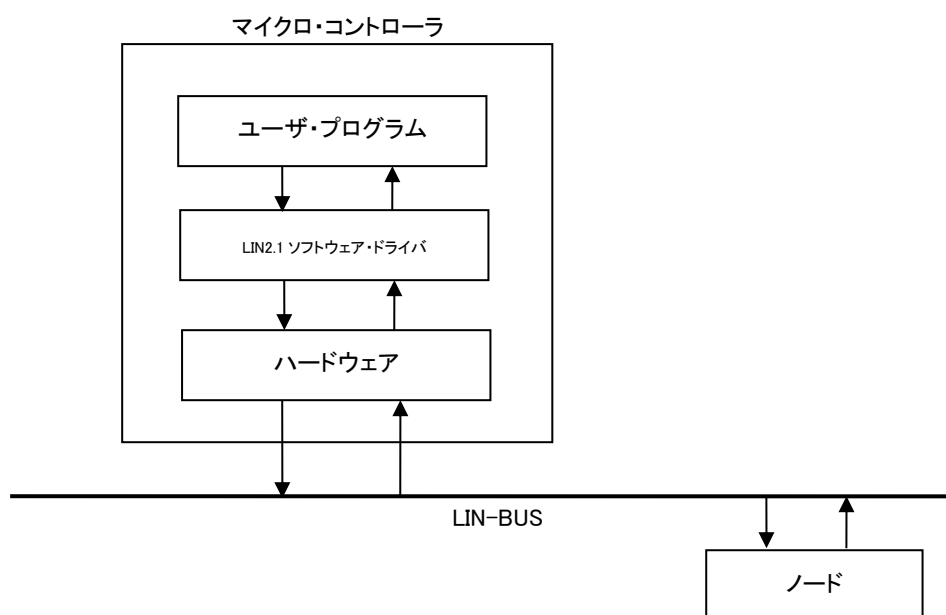 マイクロ・コントローラ
ユーザ・プログラム
LIN2.1 ソフトウェア・ドライバ
ハードウェア
LIN-BUS
ノード